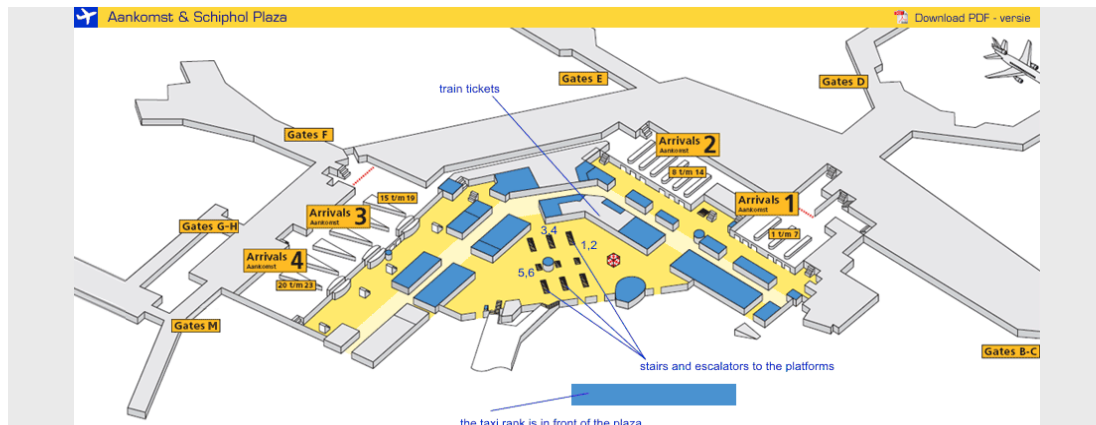 Aankomst & Schiphol Plaza
Download PDF - versie
Gates E
Gates D
train tickets
Gates F
Arrivals 2
Aankomst
8 t/m 14
15 t/m 19
Arrivals 1
Aankomst
Arrivals 3
Aankomst
Gates G-H
3,4
1 t/m 7
1,2
Arrivals 4
Aankomst
5,6
20 t/m 23
Gates M
Gates B-C
stairs and escalators to the platforms
the taxi rank is in front of the plaza